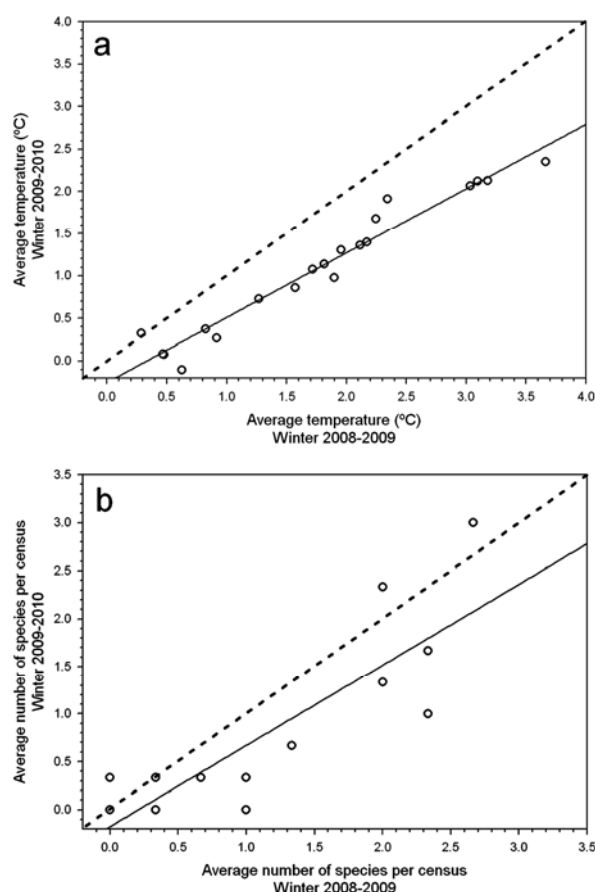 a
4.0
3.5
3.0
2.5
2.0
1.5
1.0
0.5
0.0
Average temperature (ºC)
Winter 2009-2010
0.0 0.5 1.0 1.5 2.0 2.5 3.0 3.5 4.0
Average temperature (ºC)
Winter 2008-2009
b
3.5
3.0
2.5
2.0
1.5
1.0
0.5
0.0
Average number of species per census
Winter 2009-2010
0.0 0.5 1.0 1.5 2.0 2.5 3.0 3.5
Average number of species per census
Winter 2008-2009